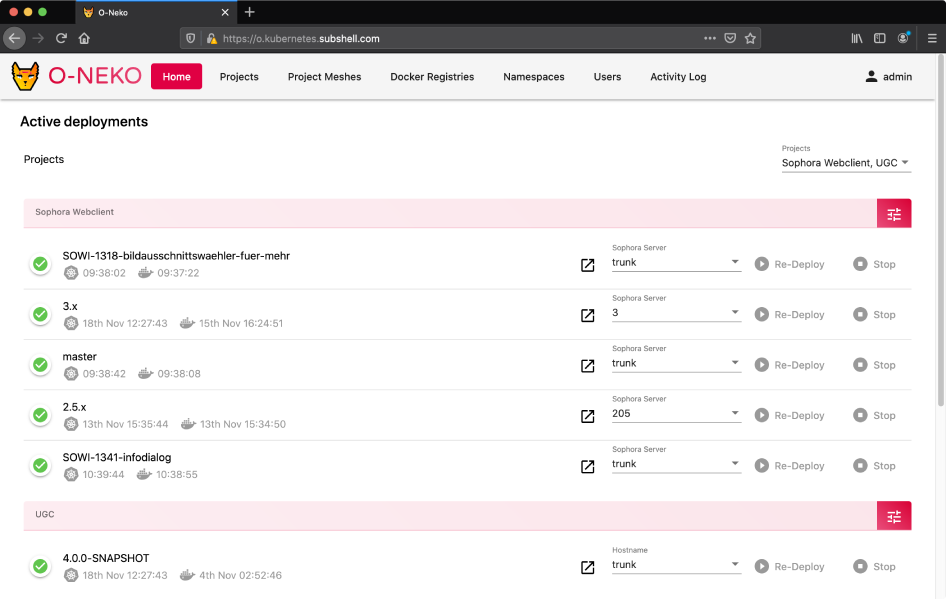 O-Neko
https://o.kubernetes.subshell.com
O-NEKO
Home Projects Project Meshes Docker Registries Namespaces Users Activity Log admin
Active deployments
Projects
Projects
Sophora Webclient, UGC
Sophora Webclient
SOWI-1318-bildausschnittswaehler-fuer-mehr
09:38:02 09:37:22
Sophora Server
trunk
Re-Deploy Stop
3.x
18th Nov 12:27:43 15th Nov 16:24:51
Sophora Server
3
Re-Deploy Stop
master
09:38:42 09:38:08
Sophora Server
trunk
Re-Deploy Stop
2.5.x
13th Nov 15:35:44 13th Nov 15:34:50
Sophora Server
205
Re-Deploy Stop
SOWI-1341-infodialog
10:39:44 10:38:55
Sophora Server
trunk
Re-Deploy Stop
UGC
4.0.0-SNAPSHOT
18th Nov 12:27:43 4th Nov 02:52:46
Hostname
trunk
Re-Deploy Stop